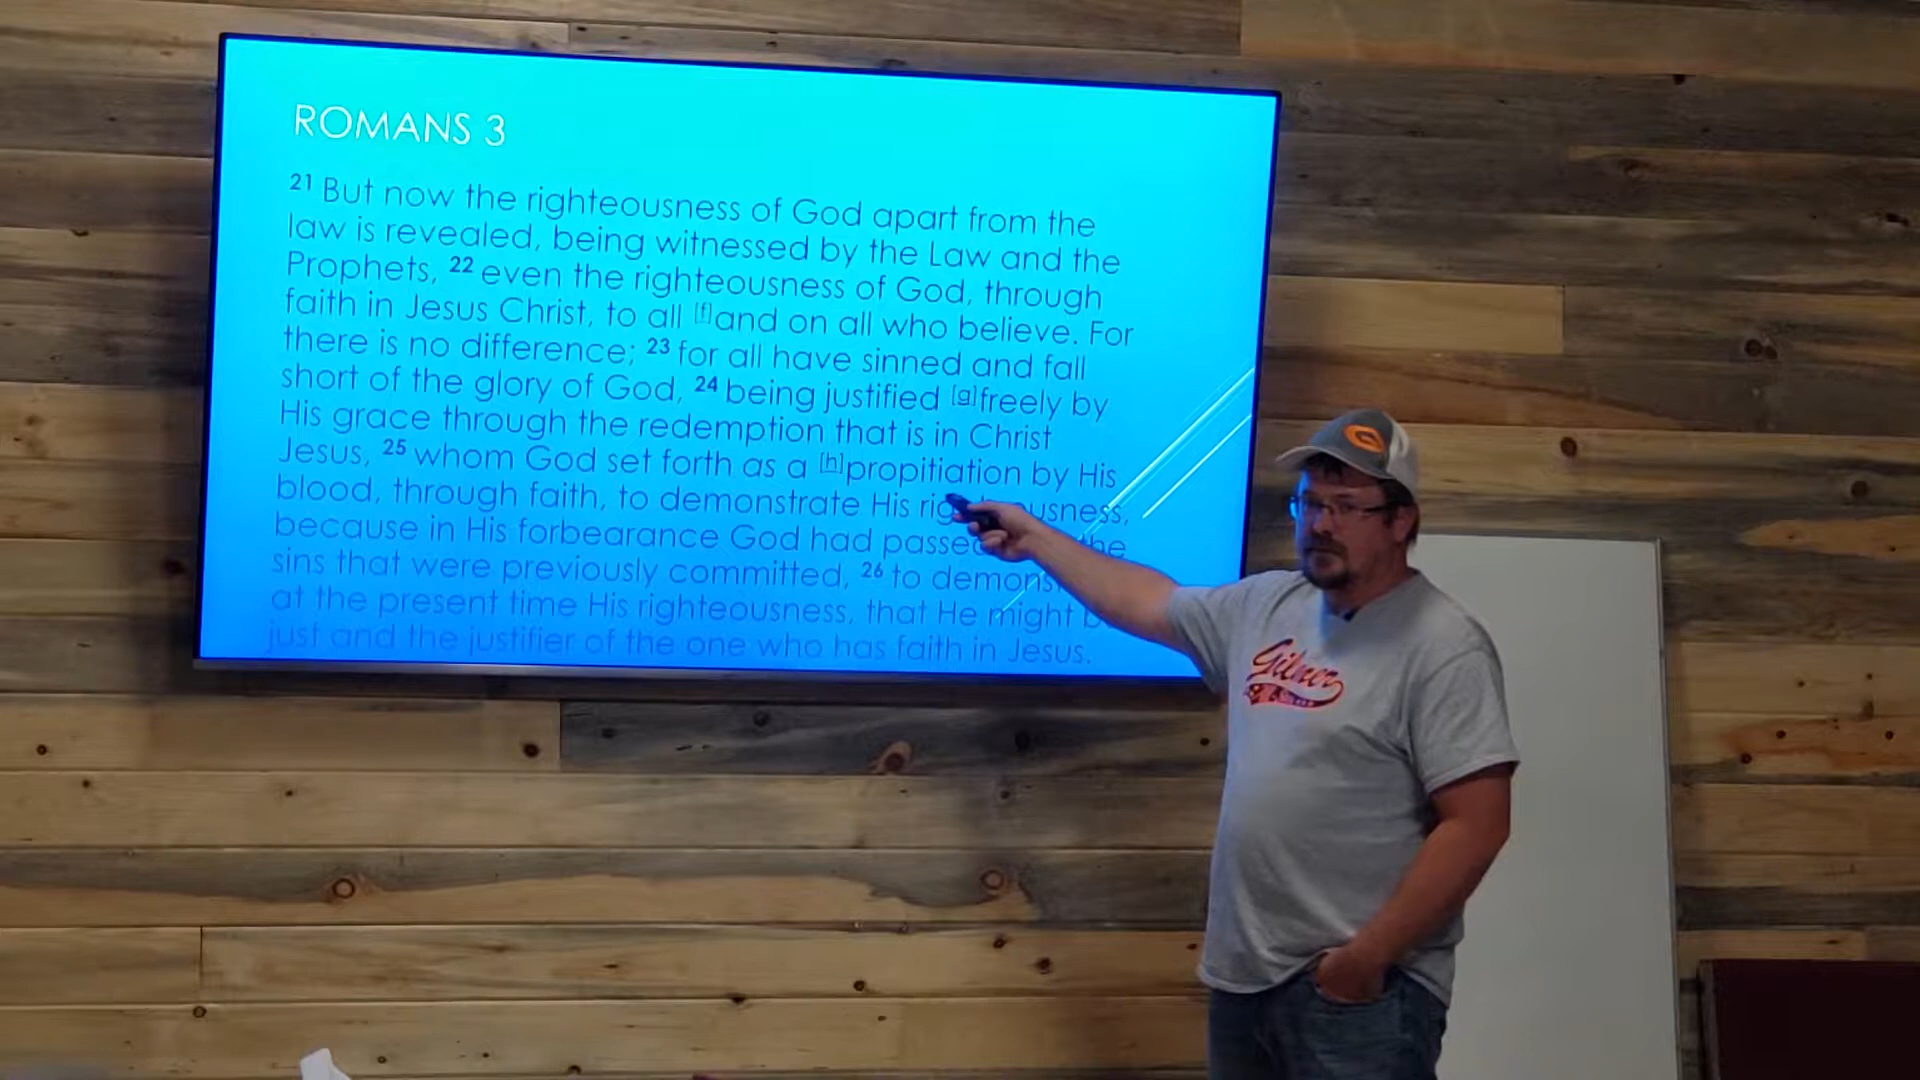 ROMANS 3
21 But now the righteousness of God apart from the
law is revealed, being witnessed by the Law and the
Prophets, 22 even the righteousness of God, through
faith in Jesus Christ, to all [f]and on all who believe. For
there is no difference; 23 for all have sinned and fall
short of the glory of God, 24 being justified [g]freely by
His grace through the redemption that is in Christ
Jesus, 25 whom God set forth as a [h]propitiation by His
blood, through faith, to demonstrate His
because in His forbearance God had passed the
sins that were previously committed, 26 to
at the present time His righteousness, that He might
just and the justifier of the one who has faith in Jesus.
Gilmer